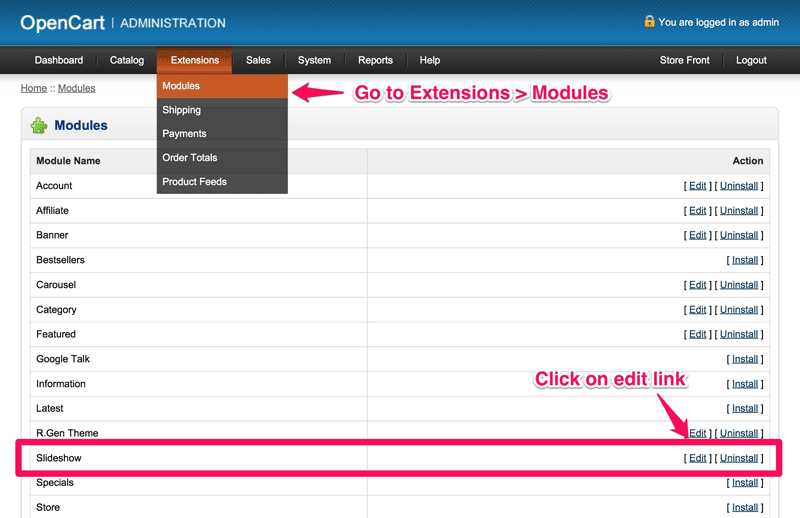 OpenCart | ADMINISTRATION
You are logged in as admin
Dashboard Catalog Extensions Sales System Reports Help Store Front Logout
Modules
Shipping
Payments
Order Totals
Product Feeds
Go to Extensions > Modules
Home :: Modules
Modules
Module Name Action
Account [ Edit ] [ Uninstall ]
Affiliate [ Edit ] [ Uninstall ]
Banner [ Edit ] [ Uninstall ]
Bestsellers [ Install ]
Carousel [ Edit ] [ Uninstall ]
Category [ Edit ] [ Uninstall ]
Featured [ Edit ] [ Uninstall ]
Google Talk [ Install ]
Information [ Install ]
Click on edit link
Latest [ Install ]
R.Gen Theme Edit ] [ Uninstall ]
Slideshow [ Edit ] [ Uninstall ]
Specials [ Install ]
Store [ Install ]